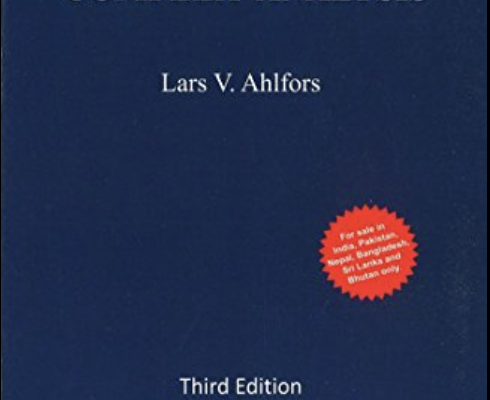 Lars V. Ahlfors
For sale in
India, Pakistan,
Nepal, Bangladesh,
Sri Lanka and
Bhutan only
Third Edition